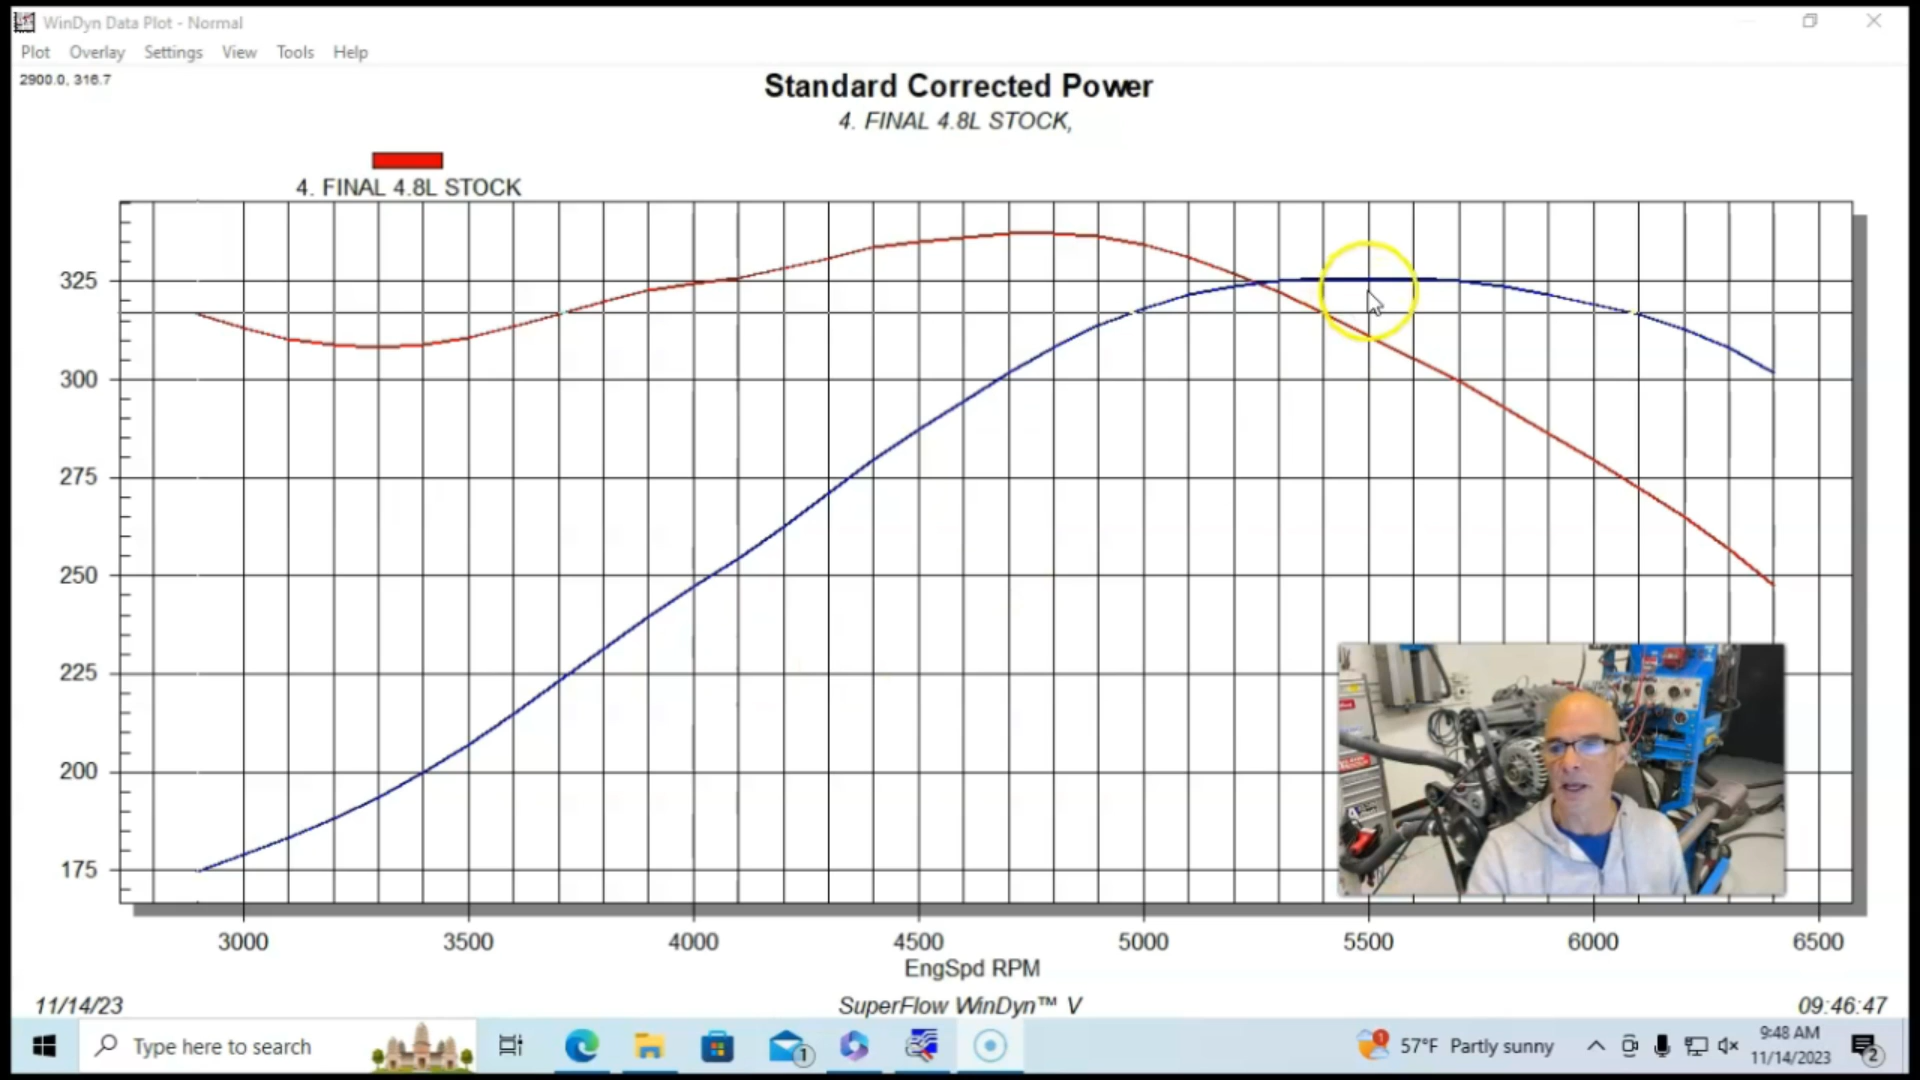 WinDyn Data Plot - Normal
Plot Overlay Settings View Tools Help
2900.0, 316.7
Standard Corrected Power
4. FINAL 4.8L STOCK,
4. FINAL 4.8L STOCK
325
300
275
250
225
200
175
3000 3500 4000 4500 5000 5500 6000 6500
EngSpd RPM
11/14/23 SuperFlow WinDyn™ V 09:46:47
Type here to search
1
1
57°F Partly sunny
9:48 AM
11/14/2023
2